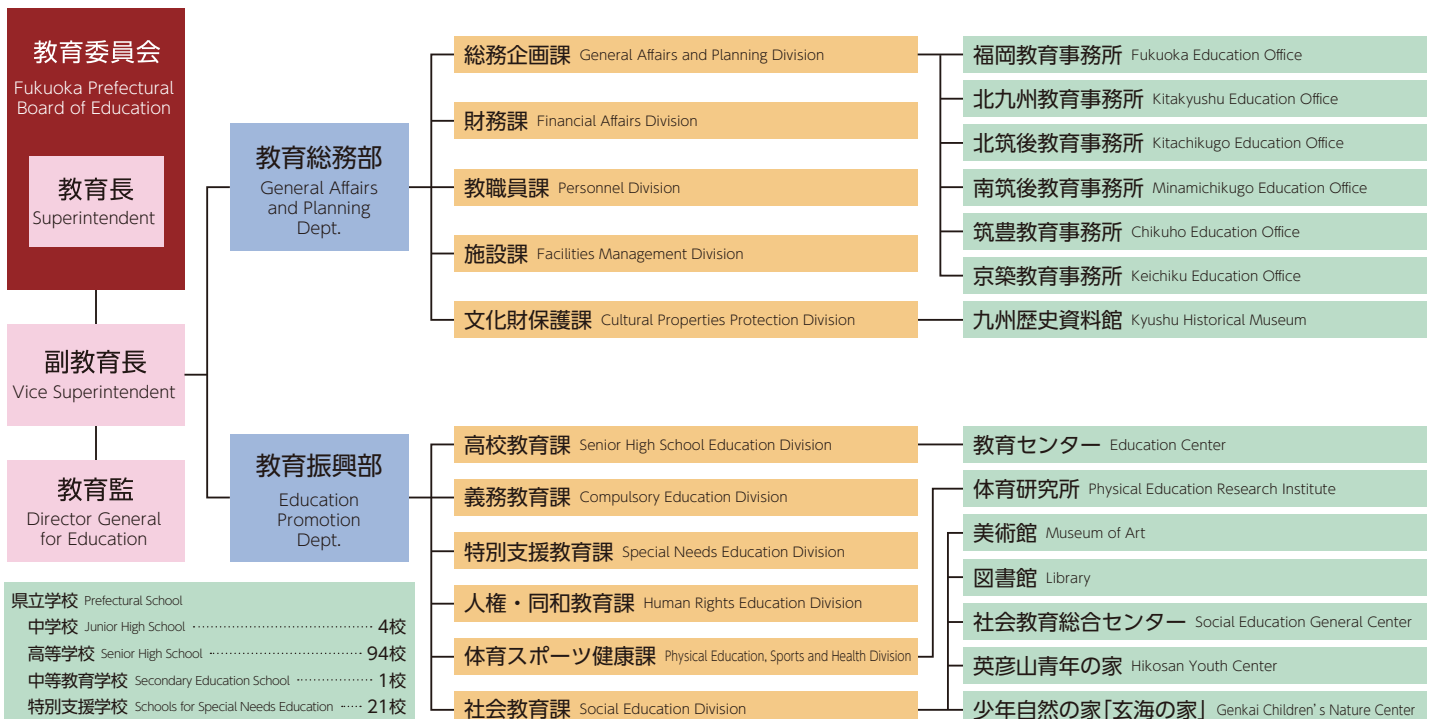 教育委員会
Fukuoka Prefectural
Board of Education
教育長
Superintendent
副教育長
Vice Superintendent
教育監
Director General
for Education
教育総務部
General Affairs
and Planning
Dept.
教育振興部
Education
Promotion
Dept.
総務企画課 General Affairs and Planning Division
財務課 Financial Affairs Division
教職員課 Personnel Division
施設課 Facilities Management Division
文化財保護課 Cultural Properties Protection Division
福岡教育事務所 Fukuoka Education Office
北九州教育事務所 Kitakyushu Education Office
北筑後教育事務所 Kitachikugo Education Office
南筑後教育事務所 Minamichikugo Education Office
筑豊教育事務所 Chikuho Education Office
京築教育事務所 Keichiku Education Office
九州歴史資料館 Kyushu Historical Museum
高校教育課 Senior High School Education Division
義務教育課 Compulsory Education Division
特別支援教育課 Special Needs Education Division
人権・同和教育課 Human Rights Education Division
体育スポーツ健康課 Physical Education, Sports and Health Division
社会教育課 Social Education Division
教育センター Education Center
体育研究所 Physical Education Research Institute
美術館 Museum of Art
図書館 Library
社会教育総合センター Social Education General Center
英彦山青年の家 Hikosan Youth Center
少年自然の家「玄海の家」 Genkai Children's Nature Center
県立学校 Prefectural School
中学校 Junior High School ……………………… 4校
高等学校 Senior High School …………………… 94校
中等教育学校 Secondary Education School ………… 1校
特別支援学校 Schools for Special Needs Education …… 21校